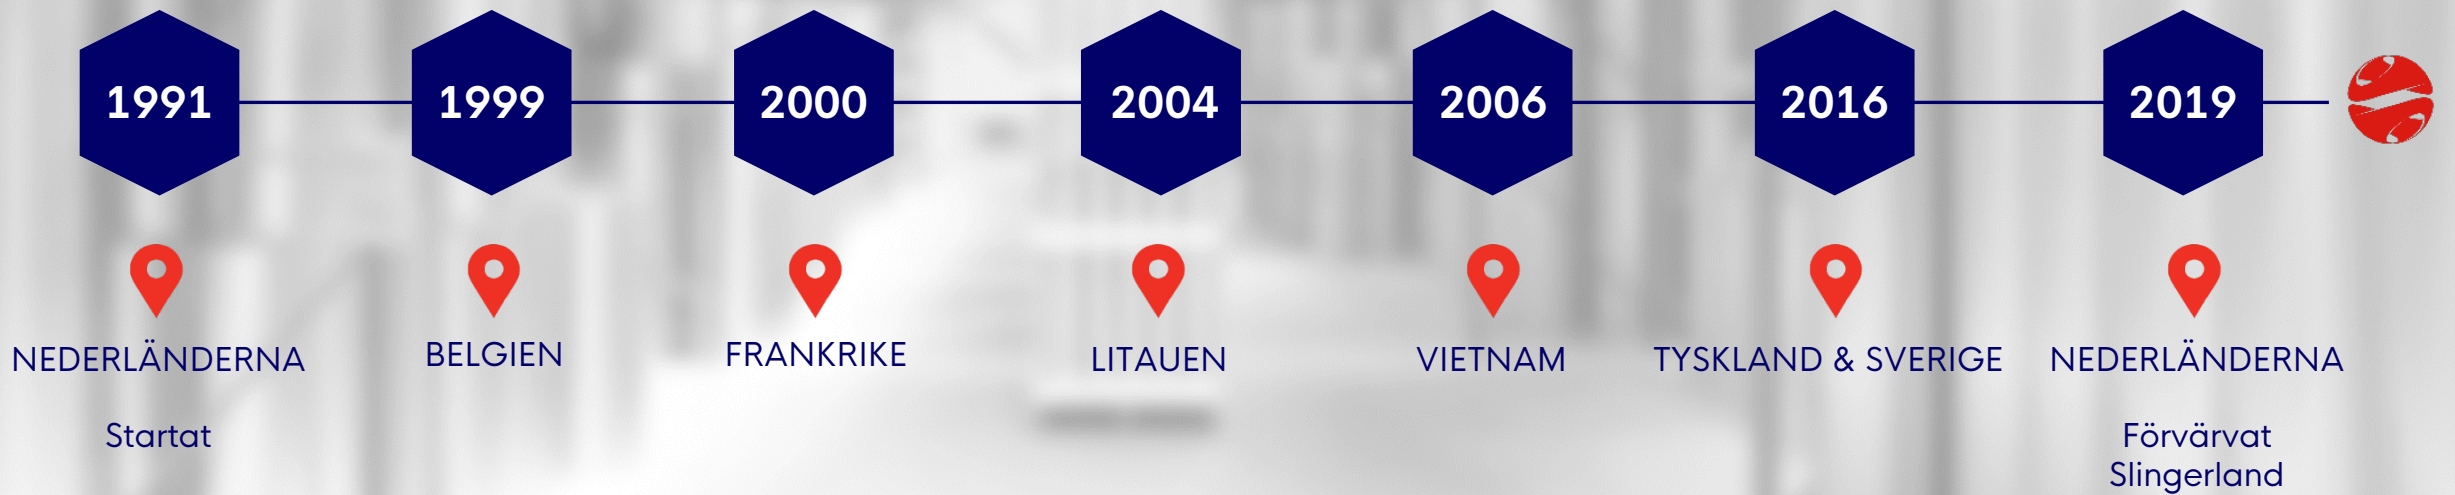 1991
1999
2000
2004
2006
2016
2019
NEDERLÄNDERNA
BELGIEN
FRANKRIKE
LITAUEN
VIETNAM
TYSKLAND & SVERIGE
NEDERLÄNDERNA
Startat
Förvärvat
Slingerland